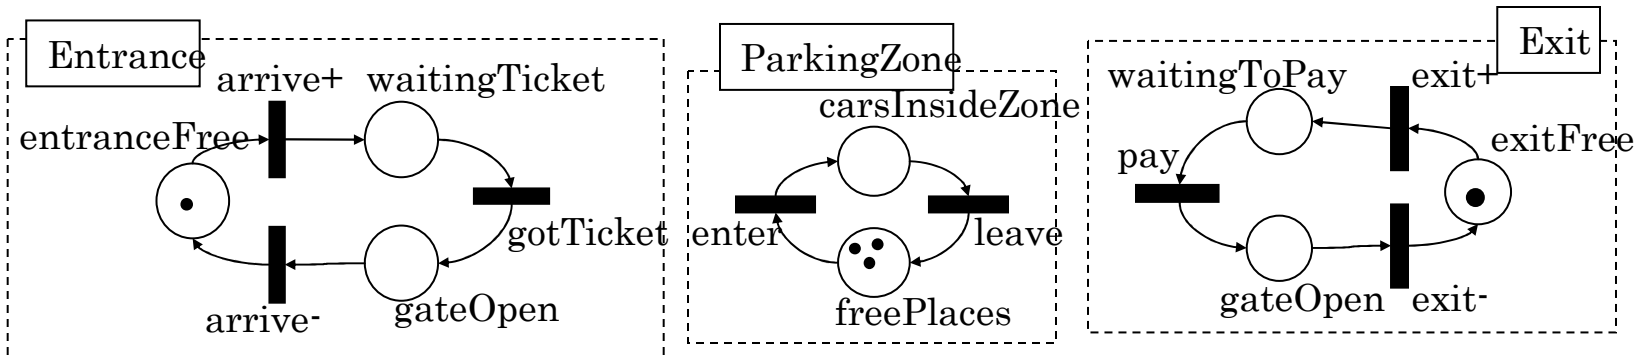 Entrance
arrive+
waitingTicket
entranceFree
gotTicket
arrive-
gateOpen
ParkingZone
carsInsideZone
enter
leave
freePlaces
Exit
waitingToPay
exit+
pay
exitFree
gateOpen
exit-